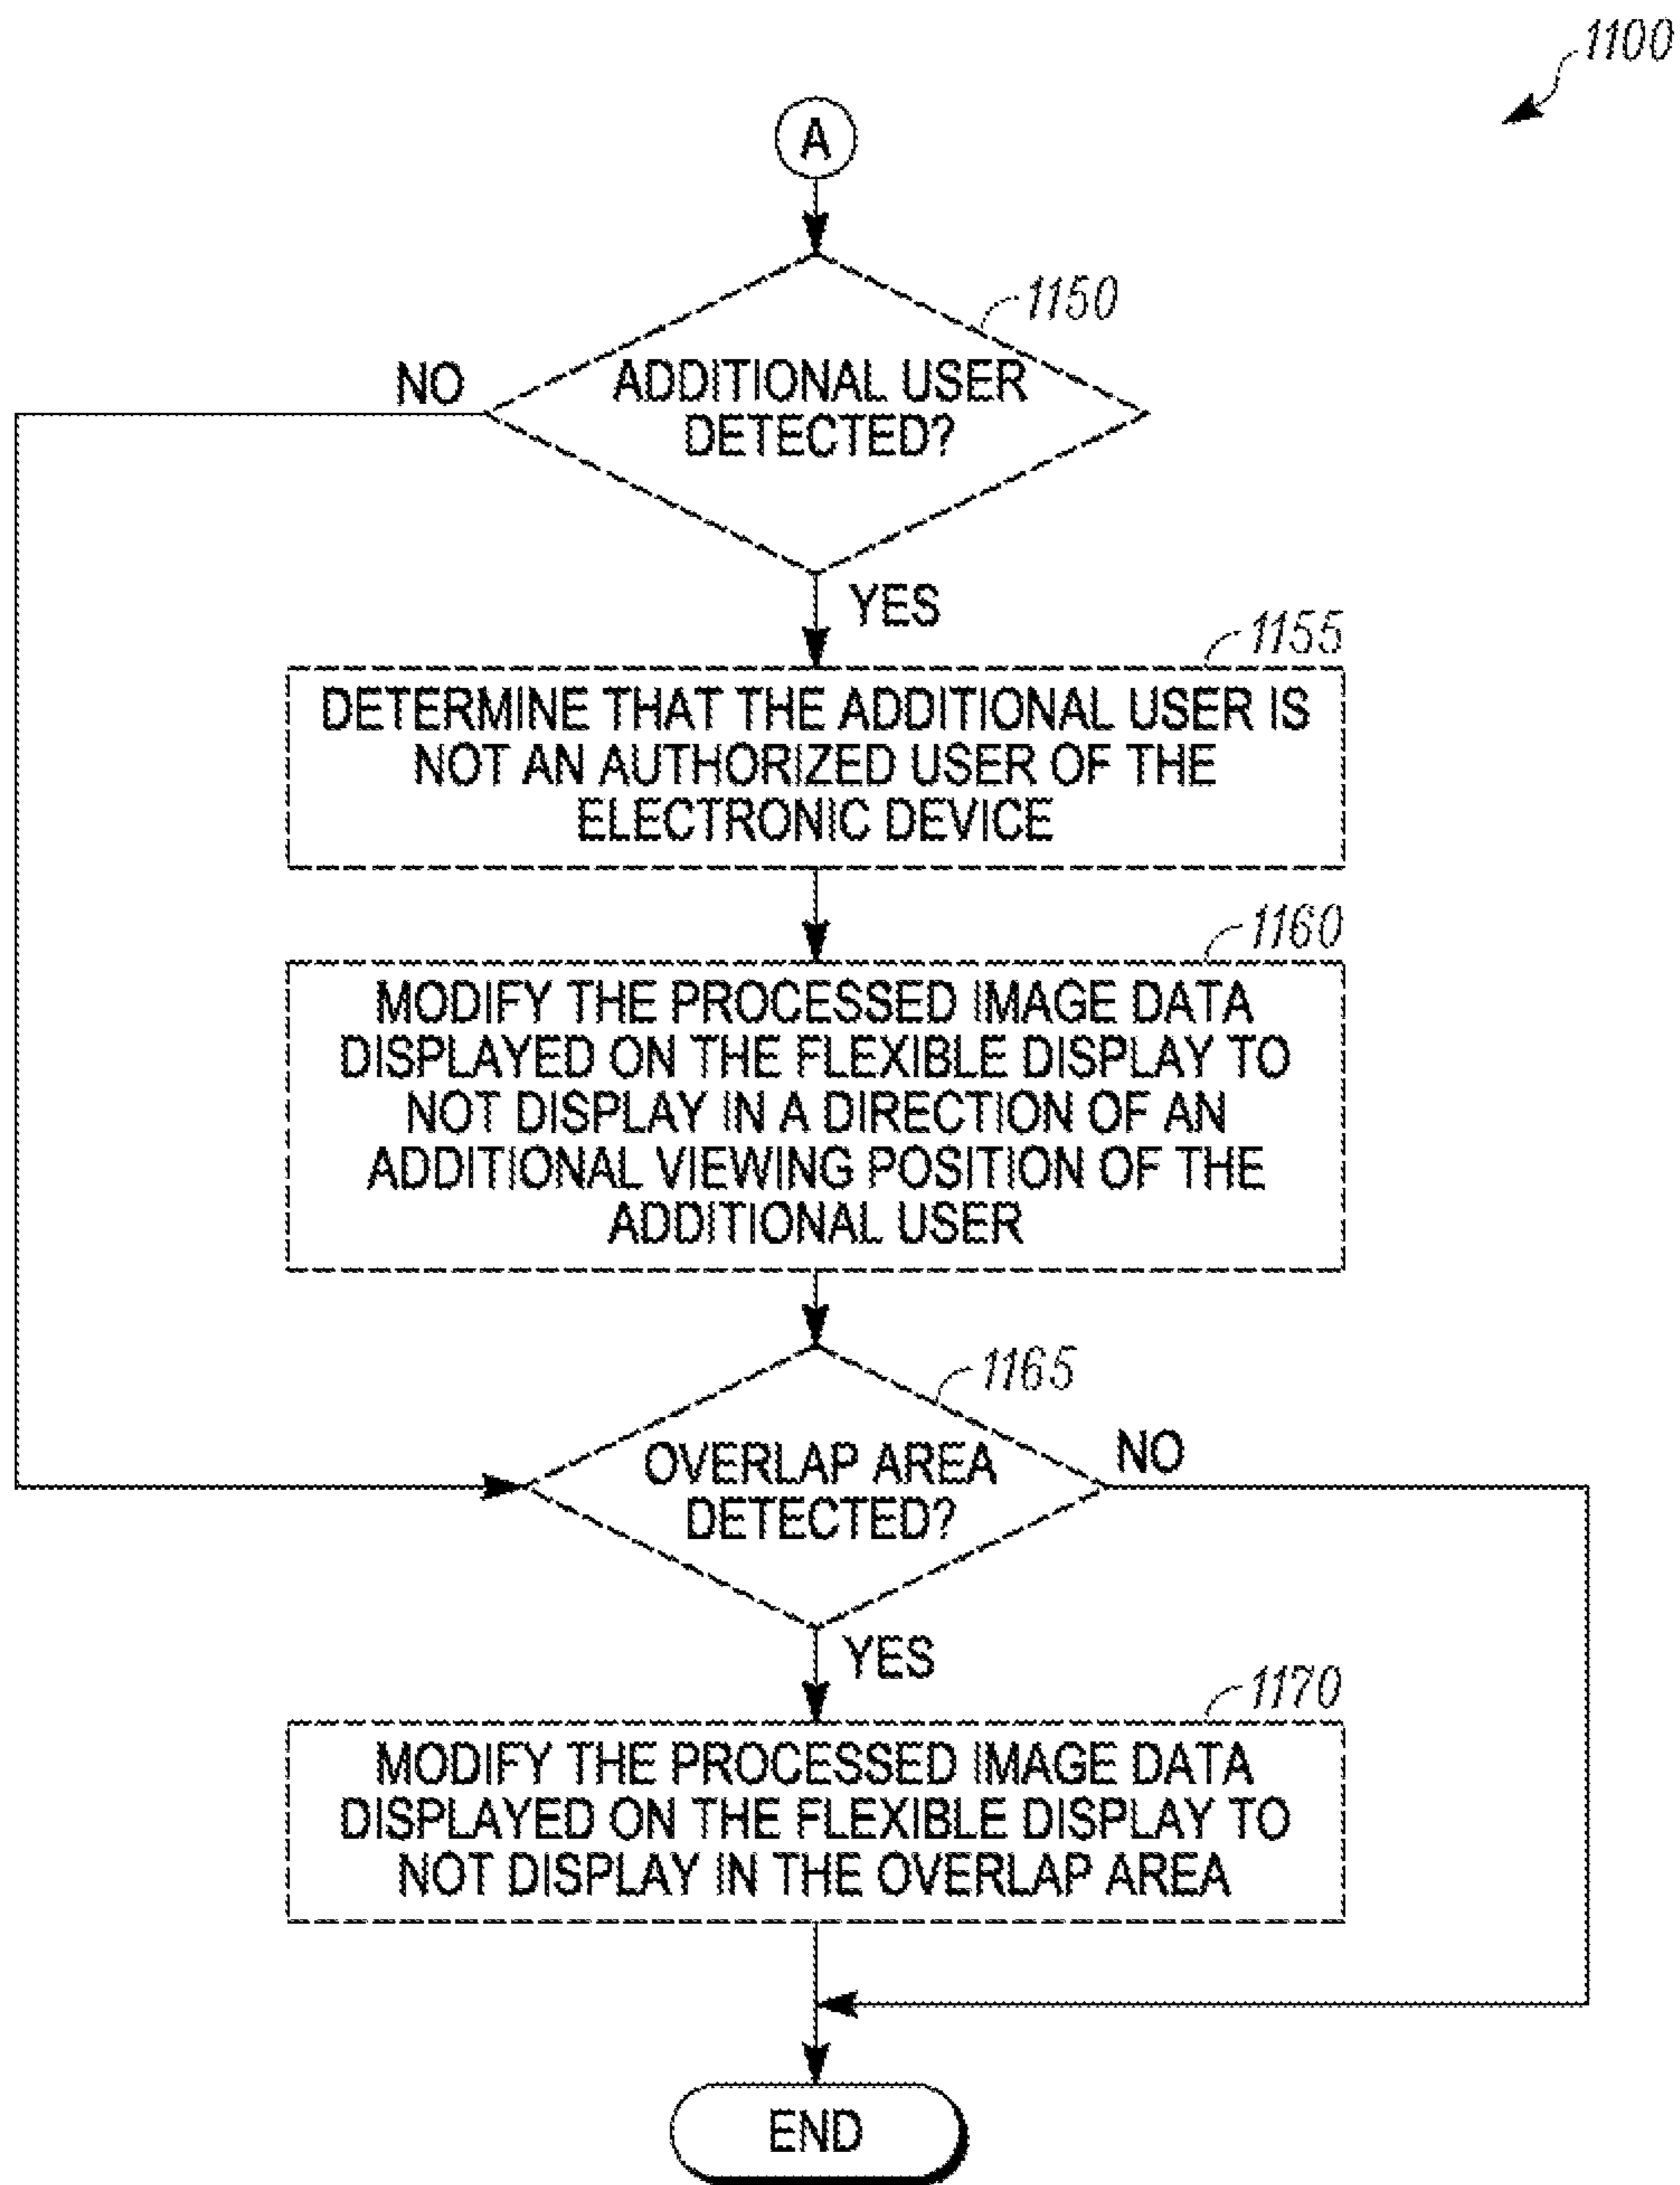 1100
A
1150
ADDITIONAL USER
DETECTED?
NO
YES
1155
DETERMINE THAT THE ADDITIONAL USER IS
NOT AN AUTHORIZED USER OF THE
ELECTRONIC DEVICE
1160
MODIFY THE PROCESSED IMAGE DATA
DISPLAYED ON THE FLEXIBLE DISPLAY TO
NOT DISPLAY IN A DIRECTION OF AN
ADDITIONAL VIEWING POSITION OF THE
ADDITIONAL USER
1165
OVERLAP AREA
DETECTED?
NO
YES
1170
MODIFY THE PROCESSED IMAGE DATA
DISPLAYED ON THE FLEXIBLE DISPLAY TO
NOT DISPLAY IN THE OVERLAP AREA
END